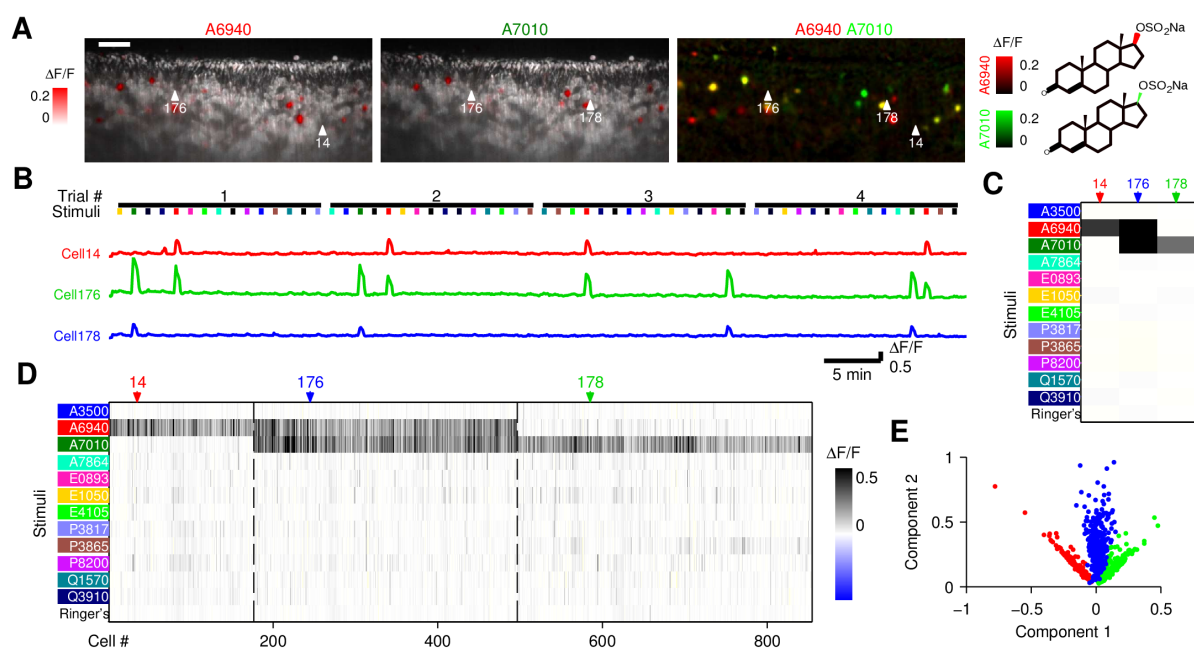 A
A6940
A7010
A6940 A7010
ΔF/F
0.2
0
176
14
176
178
176
178
14
ΔF/F
A6940
0.2
0
A7010
0.2
0
OSO2Na
O
OSO2Na
O
B
Trial #
1
2
3
4
Stimuli
Cell14
Cell176
Cell178
ΔF/F
0.5
5 min
C
14
176
178
Stimuli
A3500
A6940
A7010
A7864
E0893
E1050
E4105
P3817
P3865
P8200
Q1570
Q3910
Ringer's
D
14
176
178
Stimuli
A3500
A6940
A7010
A7864
E0893
E1050
E4105
P3817
P3865
P8200
Q1570
Q3910
Ringer's
Cell #
200
400
600
800
ΔF/F
0.5
0
E
Component 2
1
0.5
0
−1
−0.5
0
0.5
Component 1